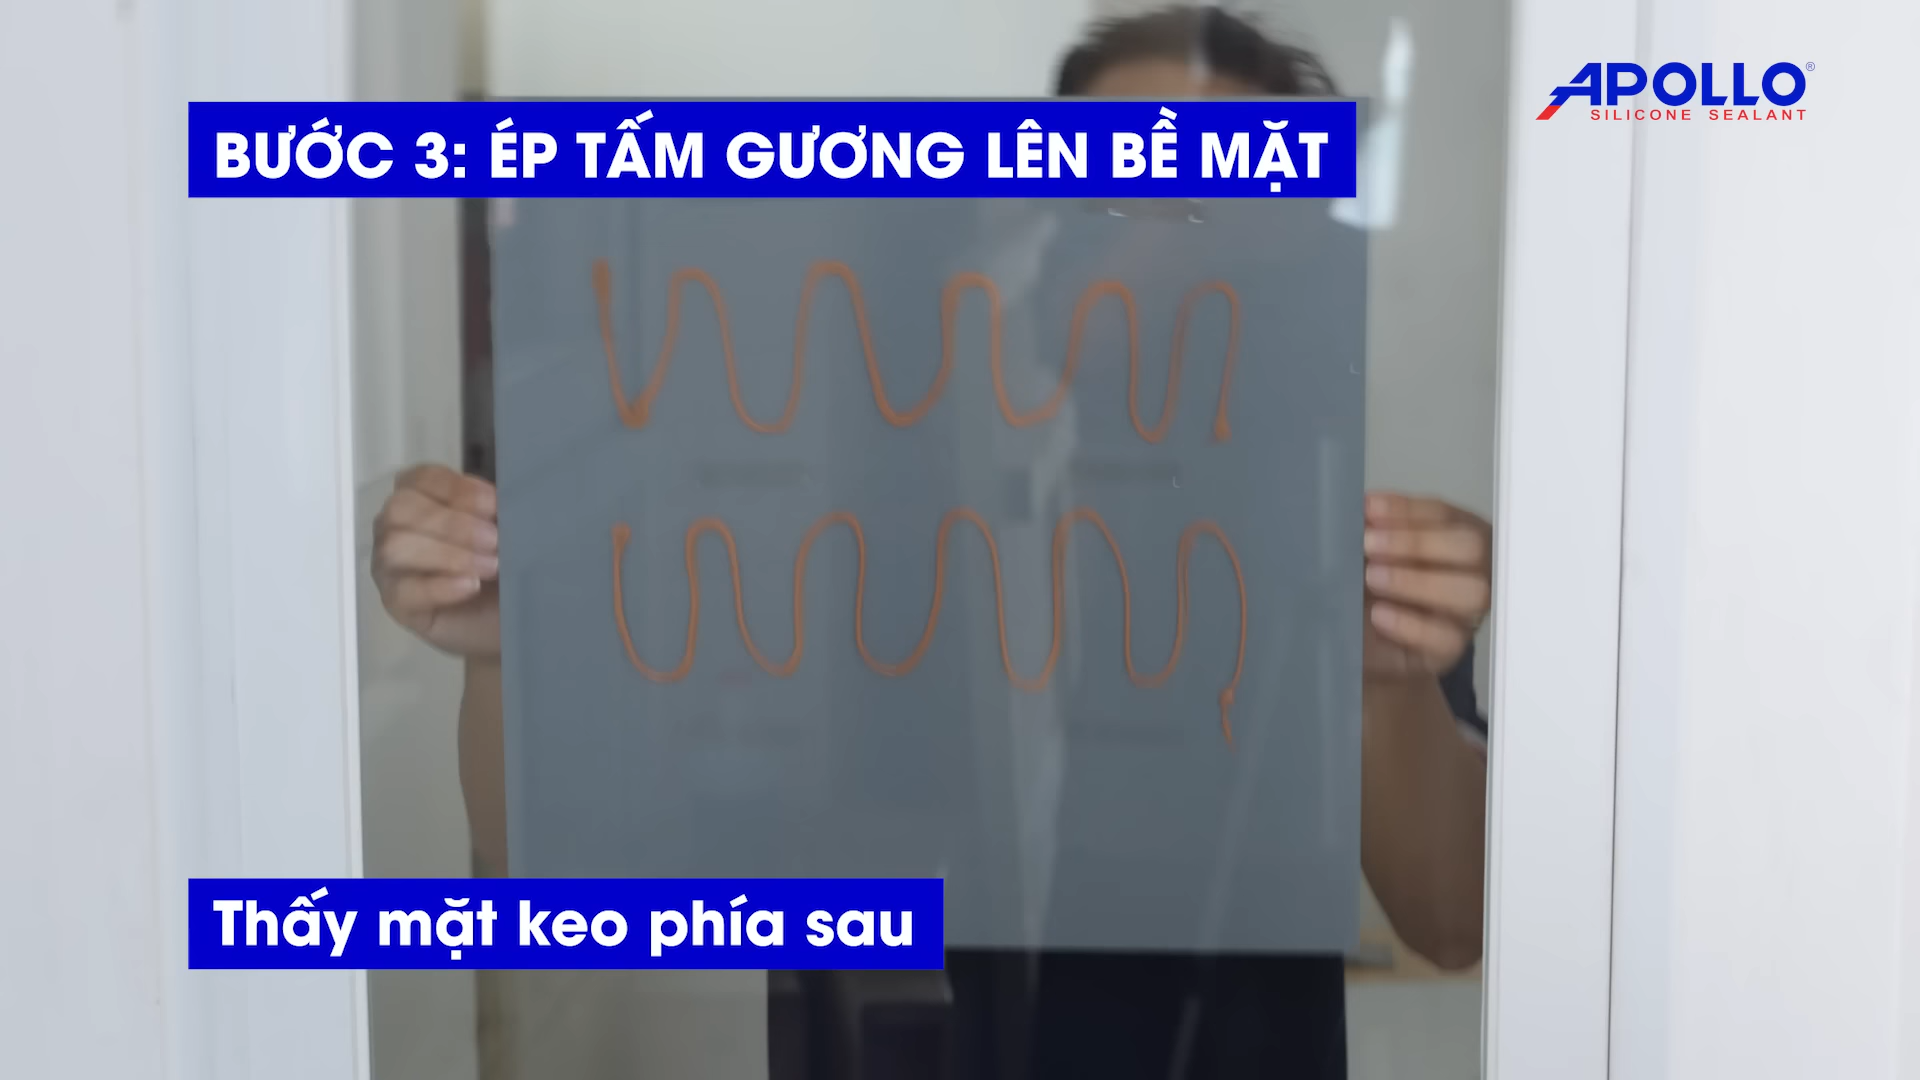 APOLLO®
SILICONE SEALANT
BƯỚC 3: ÉP TẤM GƯƠNG LÊN BỀ MẶT
Thấy mặt keo phía sau